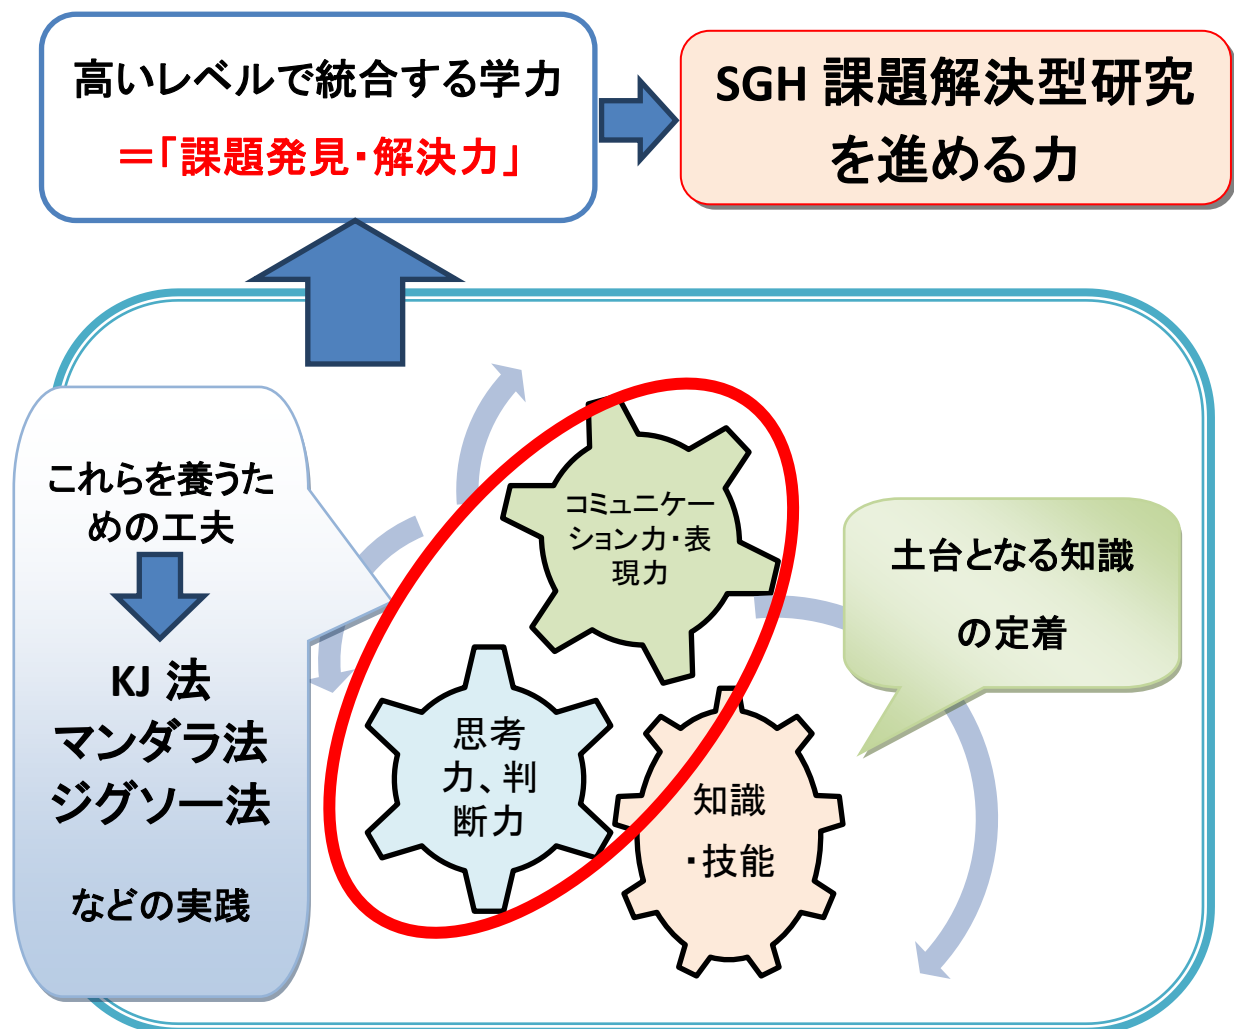 高いレベルで統合する学力
＝「課題発見・解決力」
SGH 課題解決型研究
を進める力
これらを養うた
めの工夫
KJ 法
マンダラ法
ジグソー法
などの実践
コミュニケー
ション力・表
現力
土台となる知識
の定着
思考
力、判
断力
知識
・技能